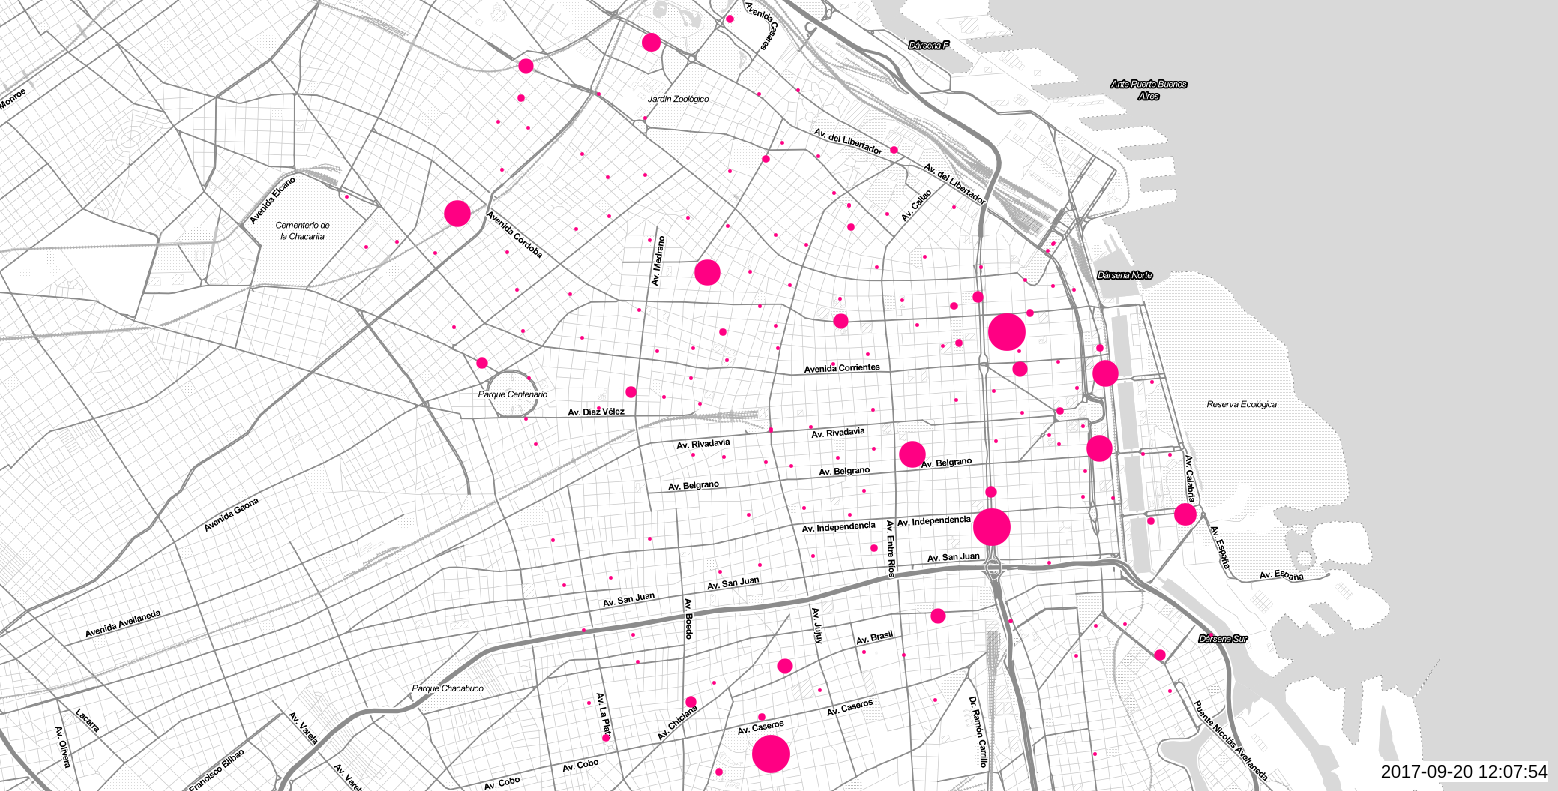 Avenida Casares
Dársena F
Monroe
Ante Puerto Buenos
Aires
Jardín Zoológico
Av. del Libertador
Av. del Libertador
Avenida Elcano
Av. Callao
Cementerio de
la Chacarita
Avenida Córdoba
Av. Medrano
Dársena Norte
Avenida Corrientes
Parque Centenario
Reserva Ecológica
Av. Díaz Vélez
Av. Rivadavia
Av. Rivadavia
Av. Belgrano
Av. Belgrano
Av. Belgrano
Av. Calabria
Avenida Gaona
Av. Independencia
Av. Independencia
Av. Entre Ríos
Av. España
Av. San Juan
Av. España
Av. San Juan
Av. San Juan
Av. Boedo
Av. Jujuy
Avenida Avellaneda
Av. Brasil
Dársena Sur
Parque Chacabuco
Av. La Plata
Av. Chiclana
Av. Caseros
Av. Caseros
Dr. Ramón Carrillo
Puente Nicolás Avellaneda
Lacarra
Av. Olivera
Av. Varela
Francisco Bilbao
Av. Varela
Av. Cobo
Av. Cobo
2017-09-20 12:07:54